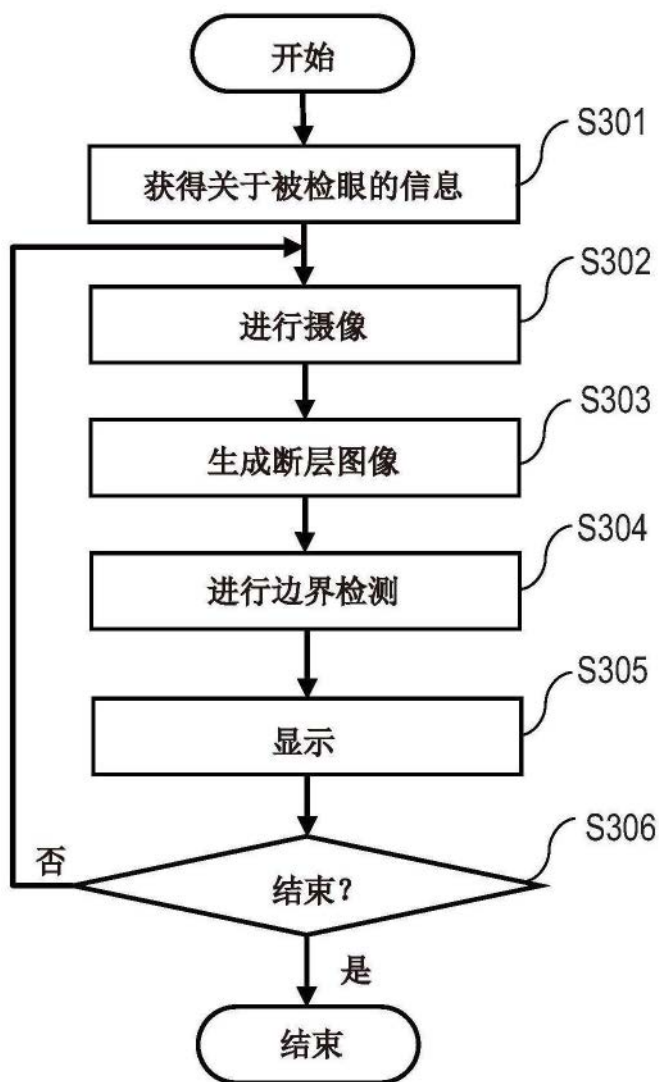 开始
S301
获得关于被检眼的信息
S302
进行摄像
S303
生成断层图像
S304
进行边界检测
S305
显示
S306
否
结束?
是
结束